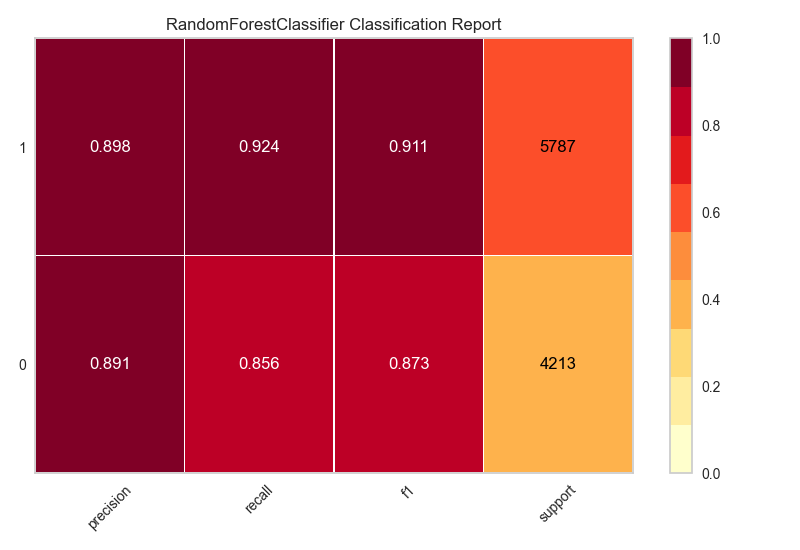 RandomForestClassifier Classification Report
1 0.898 0.924 0.911 5787
0 0.891 0.856 0.873 4213
precision recall f1 support
1.0
0.8
0.6
0.4
0.2
0.0